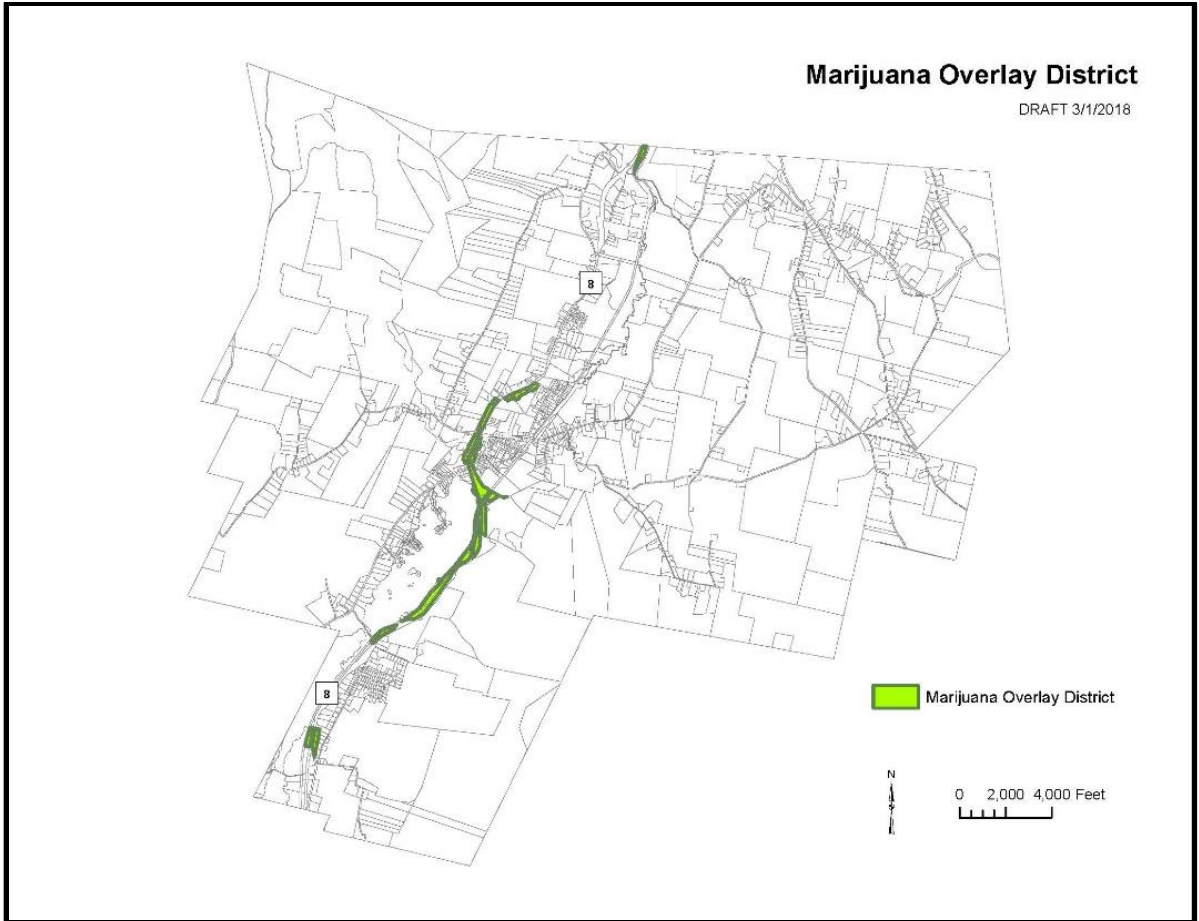 Marijuana Overlay District
DRAFT 3/1/2018
8
8
Marijuana Overlay District
N
0 2,000 4,000 Feet